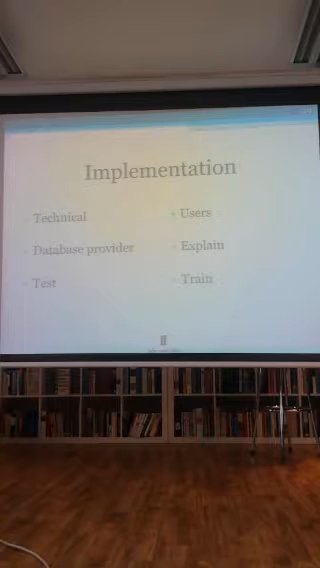 Implementation
Technical
Database provider
Test
Users
Explain
Train